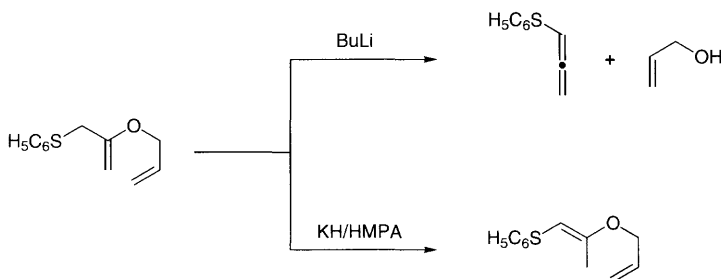 H₅C₆S
BuLi
+
OH
H₅C₆S
O
KH/HMPA
H₅C₆S
O